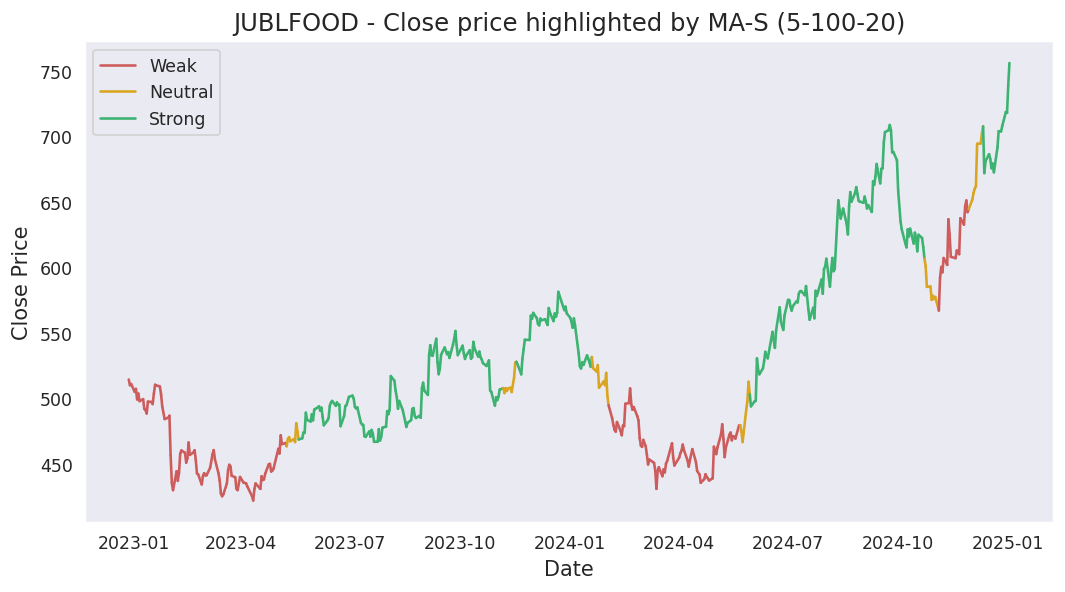 JUBLFOOD - Close price highlighted by MA-S (5-100-20)
Weak
Neutral
Strong
Close Price
750
700
650
600
550
500
450
2023-01 2023-04 2023-07 2023-10 2024-01 2024-04 2024-07 2024-10 2025-01
Date